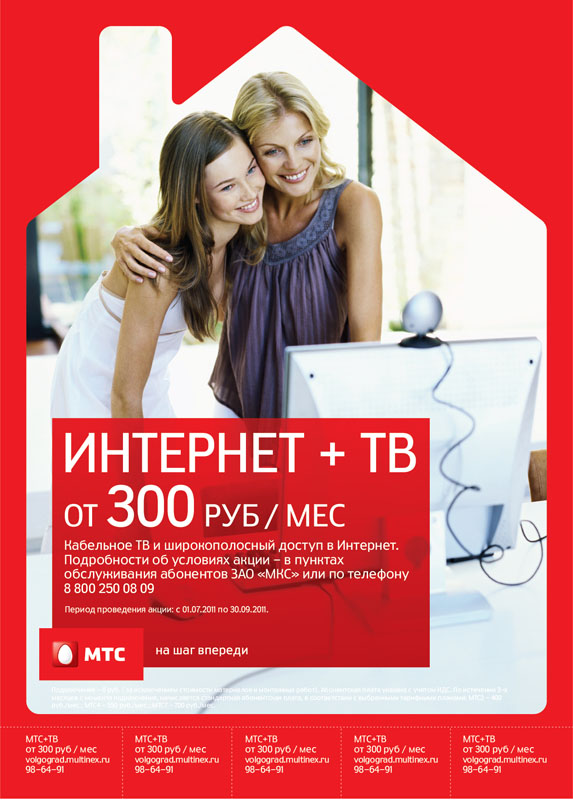 ИНТЕРНЕТ + ТВ
ОТ 300 РУБ / МЕС
Кабельное ТВ и широкополосный доступ в Интернет.
Подробности об условиях акции – в пунктах
обслуживания абонентов ЗАО «МКС» или по телефону
8 800 250 08 09
Период проведения акции: с 01.07.2011 по 30.09.2011.
МТС
на шаг впереди
МТС+ТВ
от 300 руб / мес
volgograd.multinex.ru
98-64-91
МТС+ТВ
от 300 руб / мес
volgograd.multinex.ru
98-64-91
МТС+ТВ
от 300 руб / мес
volgograd.multinex.ru
98-64-91
МТС+ТВ
от 300 руб / мес
volgograd.multinex.ru
98-64-91
МТС+ТВ
от 300 руб / мес
volgograd.multinex.ru
98-64-91